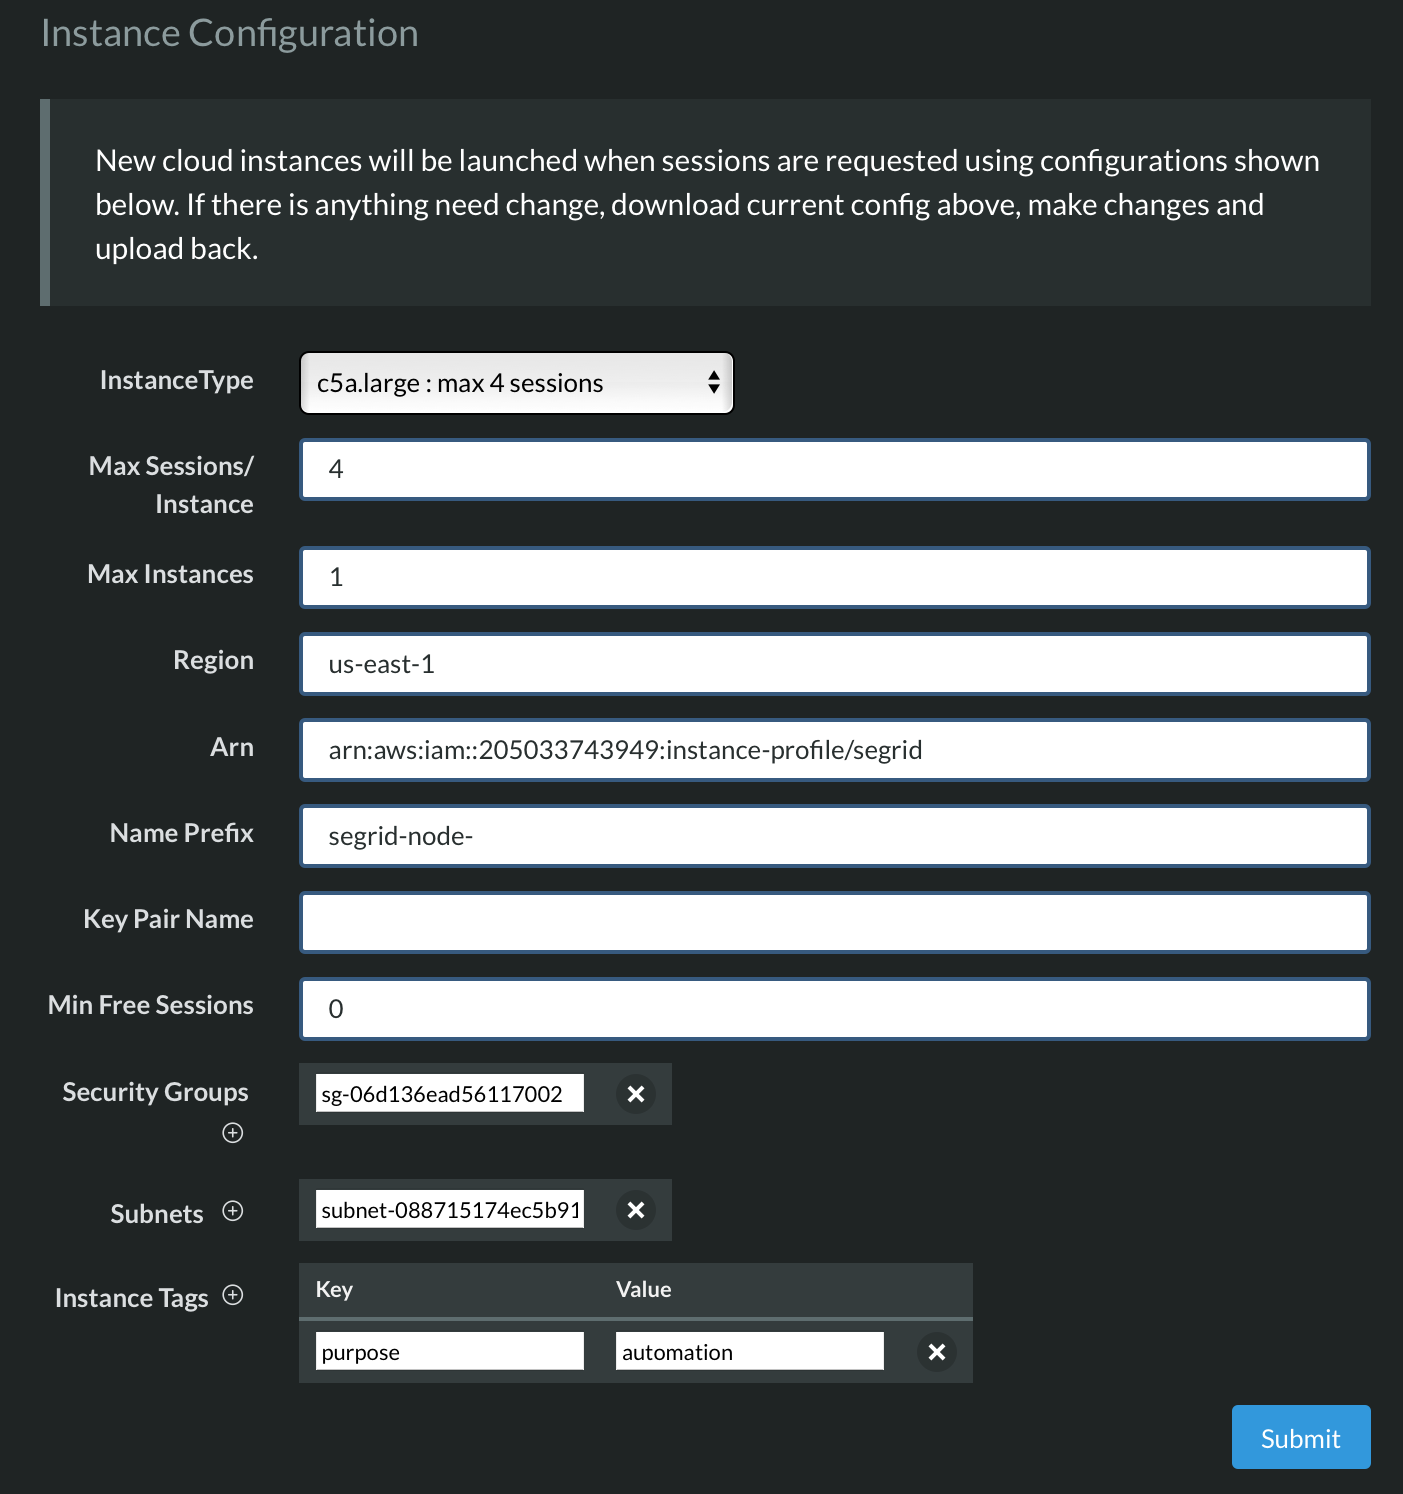 Instance Configuration
New cloud instances will be launched when sessions are requested using configurations shown
below. If there is anything need change, download current config above, make changes and
upload back.
InstanceType
c5a.large : max 4 sessions
Max Sessions/
Instance
4
Max Instances
1
Region
us-east-1
Arn
arn:aws:iam::205033743949:instance-profile/segrid
Name Prefix
segrid-node-
Key Pair Name
Min Free Sessions
0
Security Groups
sg-06d136ead56117002
Subnets
subnet-088715174ec5b91
Instance Tags
Key Value
purpose automation
Submit